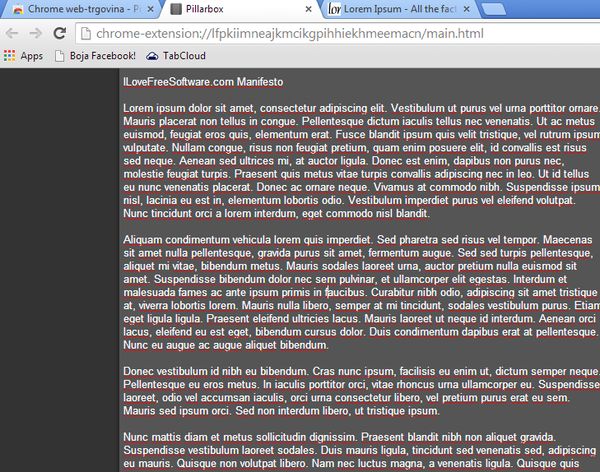 Chrome web-trgovina - Pi
Pillarbox
Lorem Ipsum - All the fact
chrome-extension://lfpkiimneajkmcikgpihhiekhmeemacn/main.html
Apps
Boja Facebook!
TabCloud
ILoveFreeSoftware.com Manifesto
Lorem ipsum dolor sit amet, consectetur adipiscing elit. Vestibulum ut purus vel urna porttitor ornare.
Mauris placerat non tellus in congue. Pellentesque dictum iaculis tellus nec venenatis. Ut ac metus
euismod, feugiat eros quis, elementum erat. Fusce blandit ipsum quis velit tristique, vel rutrum ipsum
vulputate. Nullam congue, risus non feugiat pretium, quam enim posuere elit, id convallis est risus
sed neque. Aenean sed ultrices mi, at auctor ligula. Donec est enim, dapibus non purus nec,
molestie feugiat turpis. Praesent quis metus vitae turpis convallis adipiscing nec in leo. Ut id tellus
eu nunc venenatis placerat. Donec ac ornare neque. Vivamus at commodo nibh. Suspendisse ipsum
nisl, lacinia eu est in, elementum lobortis odio. Vestibulum imperdiet purus vel eleifend volutpat.
Nunc tincidunt orci a lorem interdum, eget commodo nisl blandit.
Aliquam condimentum vehicula lorem quis imperdiet. Sed pharetra sed risus vel tempor. Maecenas
sit amet nulla pellentesque, gravida purus sit amet, fermentum augue. Sed sed turpis pellentesque,
aliquet mi vitae, bibendum metus. Mauris sodales laoreet urna, auctor pretium nulla euismod sit
amet. Suspendisse bibendum dolor nec sem pulvinar, et ullamcorper elit egestas. Interdum et
malesuada fames ac ante ipsum primis in faucibus. Curabitur nibh odio, adipiscing sit amet tristique
at, viverra lobortis lorem. Mauris nulla libero, semper at mi tincidunt, sodales vestibulum purus. Etiam
eget ligula ligula. Praesent eleifend ultricies lacus. Mauris laoreet ut neque id interdum. Aenean orci
lacus, eleifend eu est eget, bibendum cursus dolor. Duis condimentum dapibus erat at pellentesque.
Nunc eu augue ac augue aliquet bibendum.
Donec vestibulum id nibh eu bibendum. Cras nunc ipsum, facilisis eu enim ut, dictum semper neque.
Pellentesque eu eros metus. In iaculis porttitor orci, vitae rhoncus urna ullamcorper eu. Suspendisse
laoreet, odio vel accumsan iaculis, orci urna consectetur libero, vel pretium purus erat eu sem.
Mauris sed ipsum orci. Sed non interdum libero, ut tristique ipsum.
Nunc mattis diam et metus sollicitudin dignissim. Praesent blandit nibh non aliquet gravida.
Suspendisse vestibulum laoreet sodales. Duis mauris ligula, tincidunt sed venenatis sed, adipiscing
eu mauris. Quisque non volutpat libero. Nam nec luctus magna, a venenatis ligula. Quisque quis